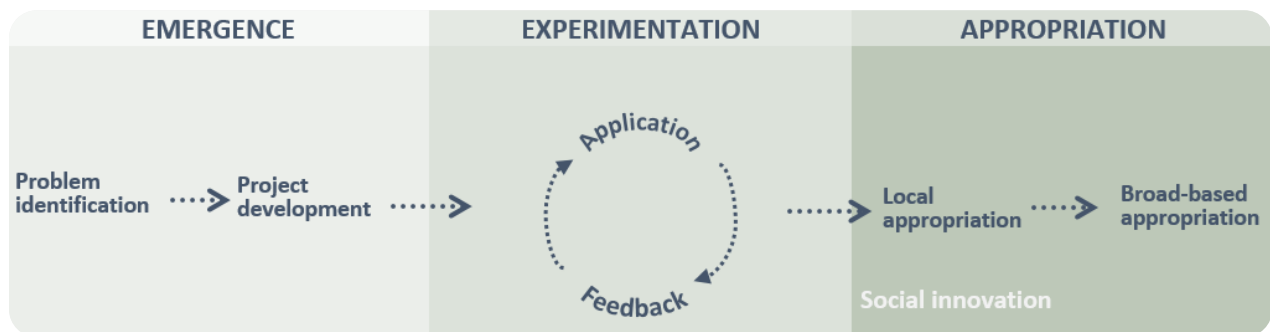 EMERGENCE
EXPERIMENTATION
APPROPRIATION
Problem
identification
Project
development
Application
Feedback
Local
appropriation
Broad-based
appropriation
Social innovation